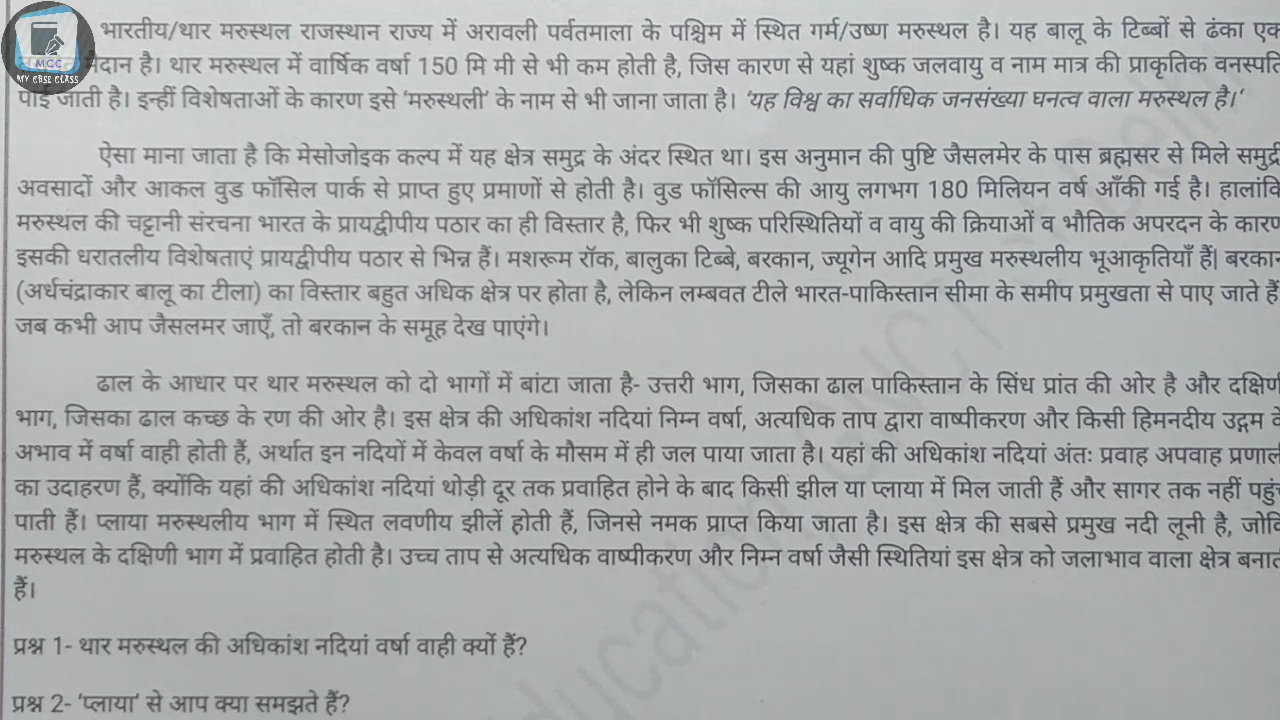 भारतीय/थार मरुस्थल राजस्थान राज्य में अरावली पर्वतमाला के पश्चिम में स्थित गर्म/उष्ण मरुस्थल है। यह बालू के टिब्बों से ढंका एक
मैदान है। थार मरुस्थल में वार्षिक वर्षा 150 मि मी से भी कम होती है, जिस कारण से यहां शुष्क जलवायु व नाम मात्र की प्राकृतिक वनस्पति
पाई जाती है। इन्हीं विशेषताओं के कारण इसे 'मरुस्थली' के नाम से भी जाना जाता है। 'यह विश्व का सर्वाधिक जनसंख्या घनत्व वाला मरुस्थल है।'
MCC
MY CBSE CLASS
ऐसा माना जाता है कि मेसोजोइक कल्प में यह क्षेत्र समुद्र के अंदर स्थित था। इस अनुमान की पुष्टि जैसलमेर के पास ब्रह्मसर से मिले समुद्री
अवसादों और आकल वुड फॉसिल पार्क से प्राप्त हुए प्रमाणों से होती है। वुड फॉसिल्स की आयु लगभग 180 मिलियन वर्ष आँकी गई है। हालांकि
मरुस्थल की चट्टानी संरचना भारत के प्रायद्वीपीय पठार का ही विस्तार है, फिर भी शुष्क परिस्थितियों व वायु की क्रियाओं व भौतिक अपरदन के कारण
इसकी धरातलीय विशेषताएं प्रायद्वीपीय पठार से भिन्न हैं। मशरूम रॉक, बालुका टिब्बे, बरकान, ज्यूगेन आदि प्रमुख मरुस्थलीय भूआकृतियाँ हैं| बरकान
(अर्धचंद्राकार बालू का टीला) का विस्तार बहुत अधिक क्षेत्र पर होता है, लेकिन लम्बवत टीले भारत-पाकिस्तान सीमा के समीप प्रमुखता से पाए जाते हैं
जब कभी आप जैसलमर जाएँ, तो बरकान के समूह देख पाएंगे।
ढाल के आधार पर थार मरुस्थल को दो भागों में बांटा जाता है- उत्तरी भाग, जिसका ढाल पाकिस्तान के सिंध प्रांत की ओर है और दक्षिणी
भाग, जिसका ढाल कच्छ के रण की ओर है। इस क्षेत्र की अधिकांश नदियां निम्न वर्षा, अत्यधिक ताप द्वारा वाष्पीकरण और किसी हिमनदीय उद्गम के
अभाव में वर्षा वाही होती हैं, अर्थात इन नदियों में केवल वर्षा के मौसम में ही जल पाया जाता है। यहां की अधिकांश नदियां अंतः प्रवाह अपवाह प्रणाली
का उदाहरण हैं, क्योंकि यहां की अधिकांश नदियां थोड़ी दूर तक प्रवाहित होने के बाद किसी झील या प्लाया में मिल जाती हैं और सागर तक नहीं पहुंच
पाती हैं। प्लाया मरुस्थलीय भाग में स्थित लवणीय झीलें होती हैं, जिनसे नमक प्राप्त किया जाता है। इस क्षेत्र की सबसे प्रमुख नदी लूनी है, जोकि
मरुस्थल के दक्षिणी भाग में प्रवाहित होती है। उच्च ताप से अत्यधिक वाष्पीकरण और निम्न वर्षा जैसी स्थितियां इस क्षेत्र को जलाभाव वाला क्षेत्र बनाती
हैं।
प्रश्न 1- थार मरुस्थल की अधिकांश नदियां वर्षा वाही क्यों हैं?
प्रश्न 2- 'प्लाया' से आप क्या समझते हैं?